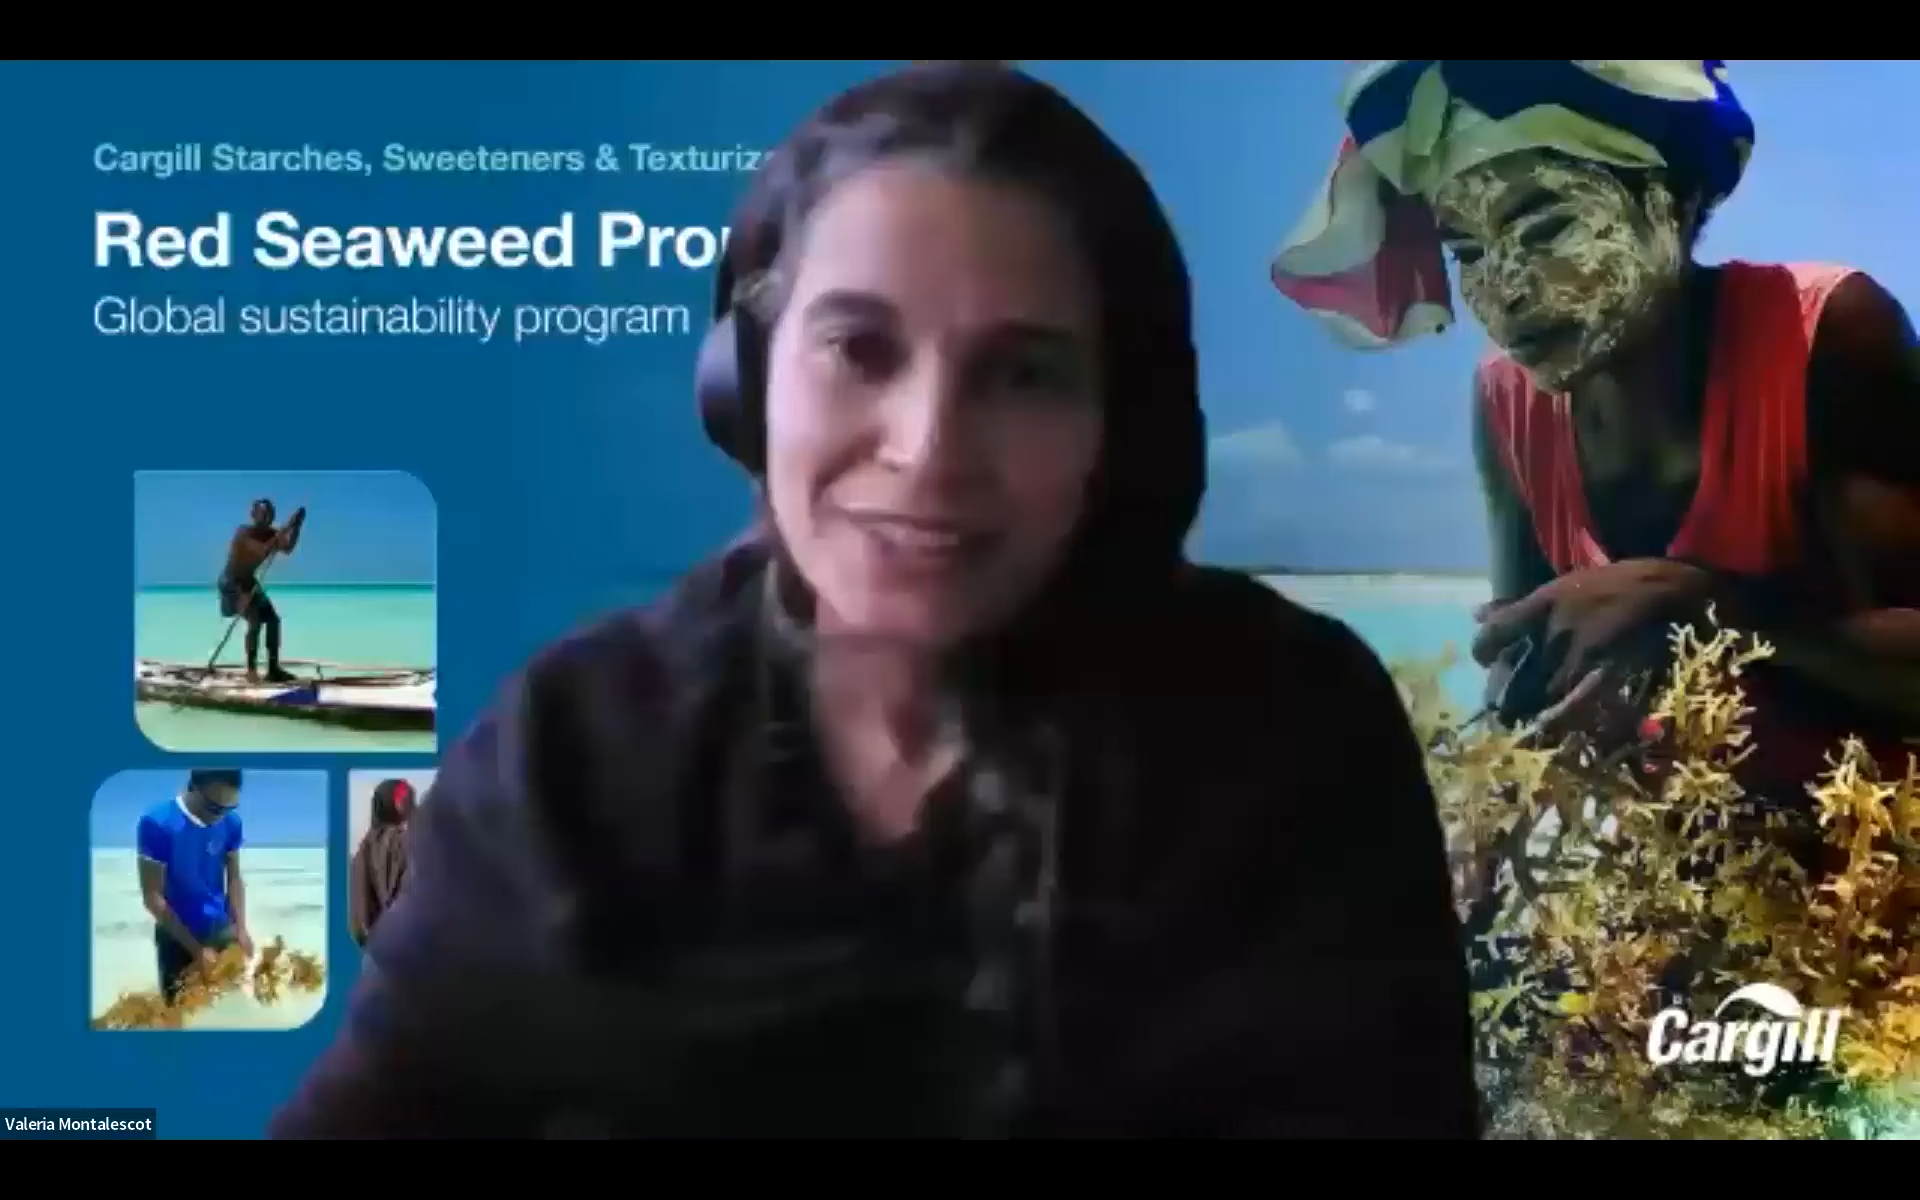 Cargill Starches, Sweeteners & Texturiz
Red Seaweed Pro
Global sustainability program
Cargill
Valeria Montalescot